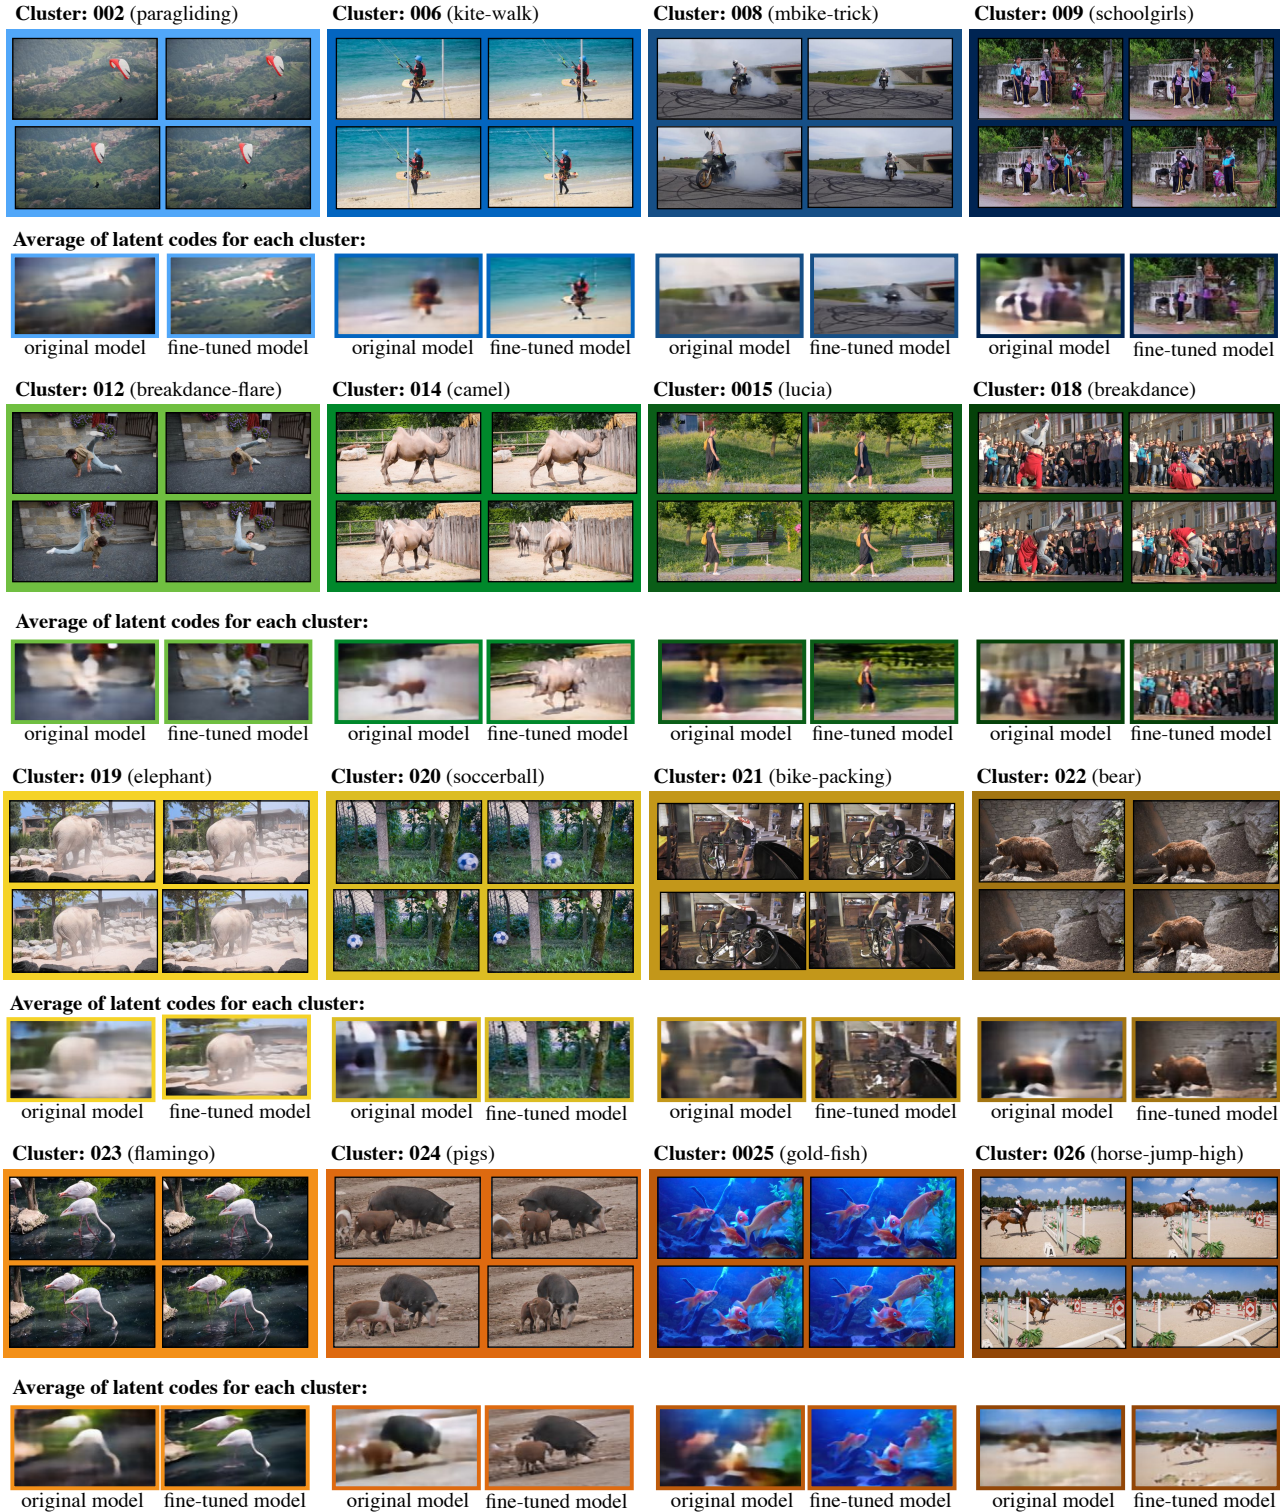 Cluster: 002 (paragliding)
Cluster: 006 (kite-walk)
Cluster: 008 (mbike-trick)
Cluster: 009 (schoolgirls)
Average of latent codes for each cluster:
original model
fine-tuned model
original model
fine-tuned model
original model
fine-tuned model
original model
fine-tuned model
Cluster: 012 (breakdance-flare)
Cluster: 014 (camel)
Cluster: 0015 (lucia)
Cluster: 018 (breakdance)
Average of latent codes for each cluster:
original model
fine-tuned model
original model
fine-tuned model
original model
fine-tuned model
original model
fine-tuned model
Cluster: 019 (elephant)
Cluster: 020 (soccerball)
Cluster: 021 (bike-packing)
Cluster: 022 (bear)
Average of latent codes for each cluster:
original model
fine-tuned model
original model
fine-tuned model
original model
fine-tuned model
original model
fine-tuned model
Cluster: 023 (flamingo)
Cluster: 024 (pigs)
Cluster: 0025 (gold-fish)
Cluster: 026 (horse-jump-high)
Average of latent codes for each cluster:
original model
fine-tuned model
original model
fine-tuned model
original model
fine-tuned model
original model
fine-tuned model